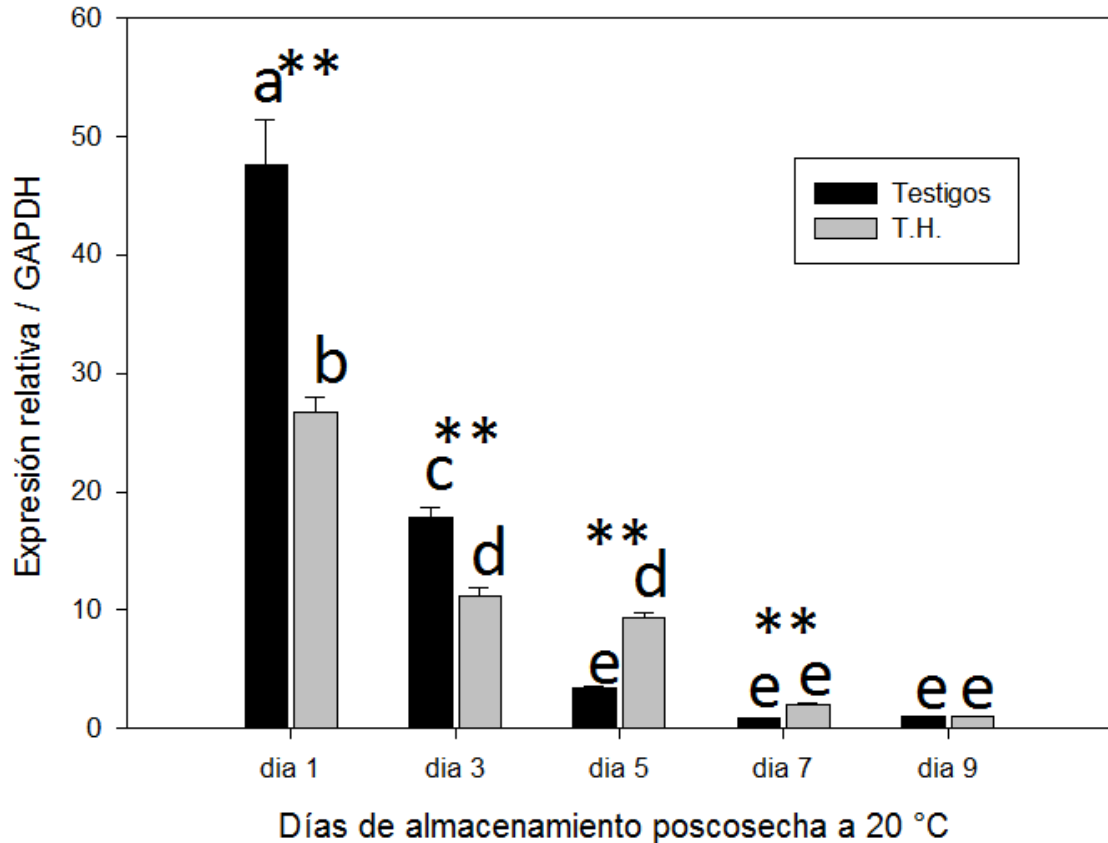 60
50
40
30
20
10
0
Expresión relativa / GAPDH
a**
b
**
c
d
**
d
e
**
e
e
e e
Testigos
T.H.
dia 1 dia 3 dia 5 dia 7 dia 9
Días de almacenamiento poscosecha a 20 °C